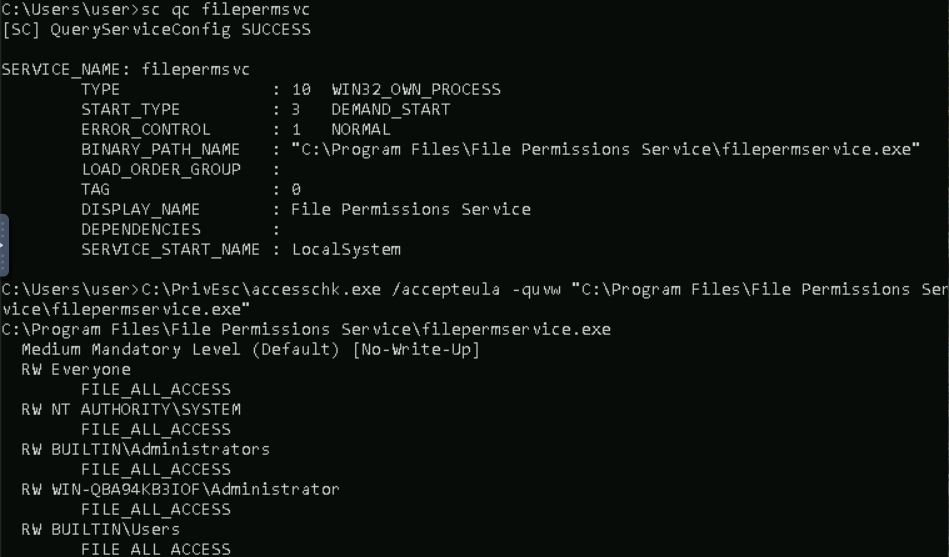 C:\Users\user>sc qc filepermsvc
[SC] QueryServiceConfig SUCCESS
SERVICE_NAME: filepermsvc
        TYPE               : 10  WIN32_OWN_PROCESS
        START_TYPE         : 3   DEMAND_START
        ERROR_CONTROL      : 1   NORMAL
        BINARY_PATH_NAME   : "C:\Program Files\File Permissions Service\filepermservice.exe"
        LOAD_ORDER_GROUP   :
        TAG                : 0
        DISPLAY_NAME       : File Permissions Service
        DEPENDENCIES       :
        SERVICE_START_NAME : LocalSystem
C:\Users\user>C:\PrivEsc\accesschk.exe /accepteula -quvw "C:\Program Files\File Permissions Ser
vice\filepermservice.exe"
C:\Program Files\File Permissions Service\filepermservice.exe
  Medium Mandatory Level (Default) [No-Write-Up]
  RW Everyone
        FILE_ALL_ACCESS
  RW NT AUTHORITY\SYSTEM
        FILE_ALL_ACCESS
  RW BUILTIN\Administrators
        FILE_ALL_ACCESS
  RW WIN-QBA94KB3IOF\Administrator
        FILE_ALL_ACCESS
  RW BUILTIN\Users
        FILE_ALL_ACCESS